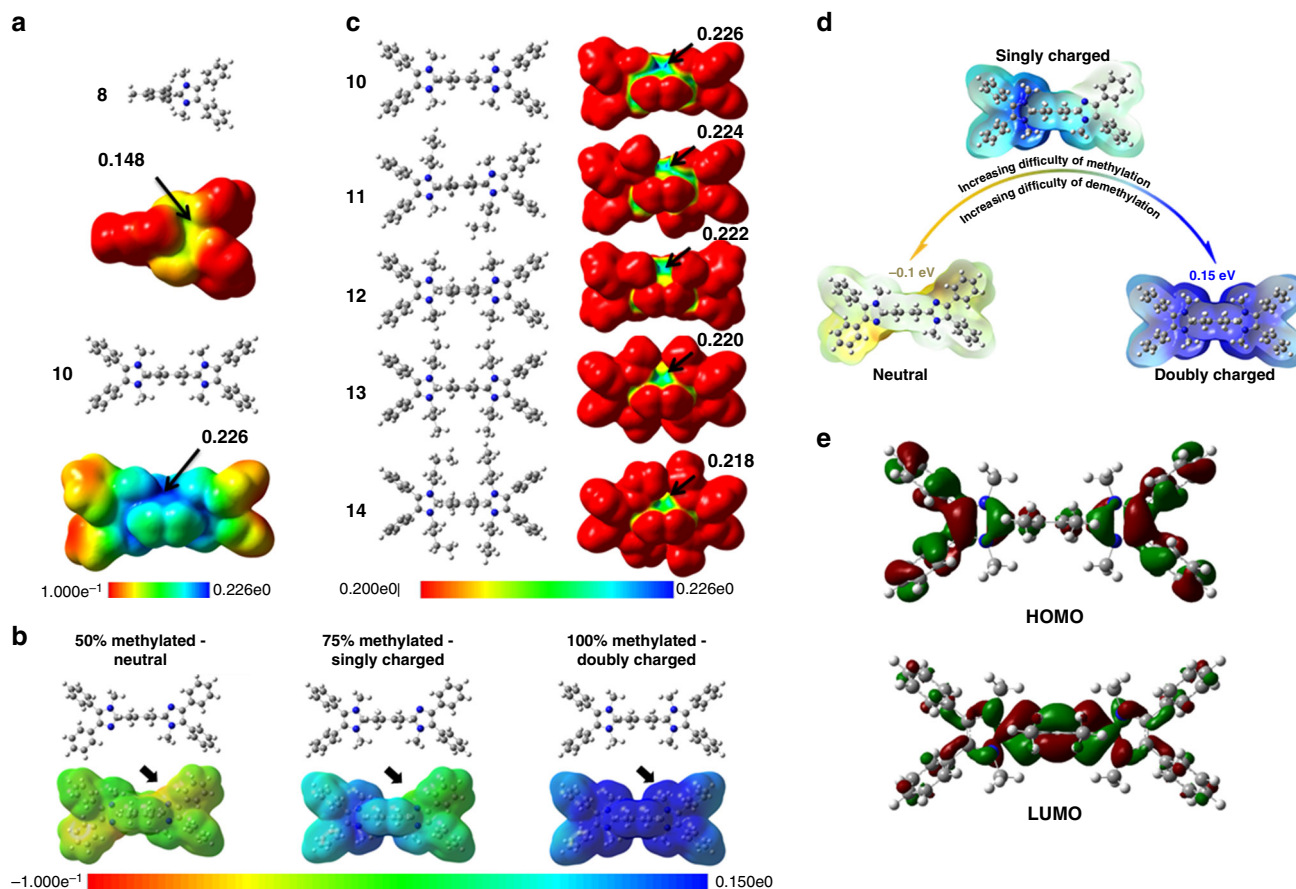 a
8
0.148
10
0.226
1.000e⁻¹
0.226e0
b
50% methylated -
neutral
75% methylated -
singly charged
100% methylated -
doubly charged
−1.000e⁻¹
0.150e0
c
10
0.226
11
0.224
12
0.222
13
0.220
14
0.218
0.200e0|
0.226e0
d
Singly charged
Increasing difficulty of methylation
Increasing difficulty of demethylation
−0.1 eV
0.15 eV
Neutral
Doubly charged
e
HOMO
LUMO